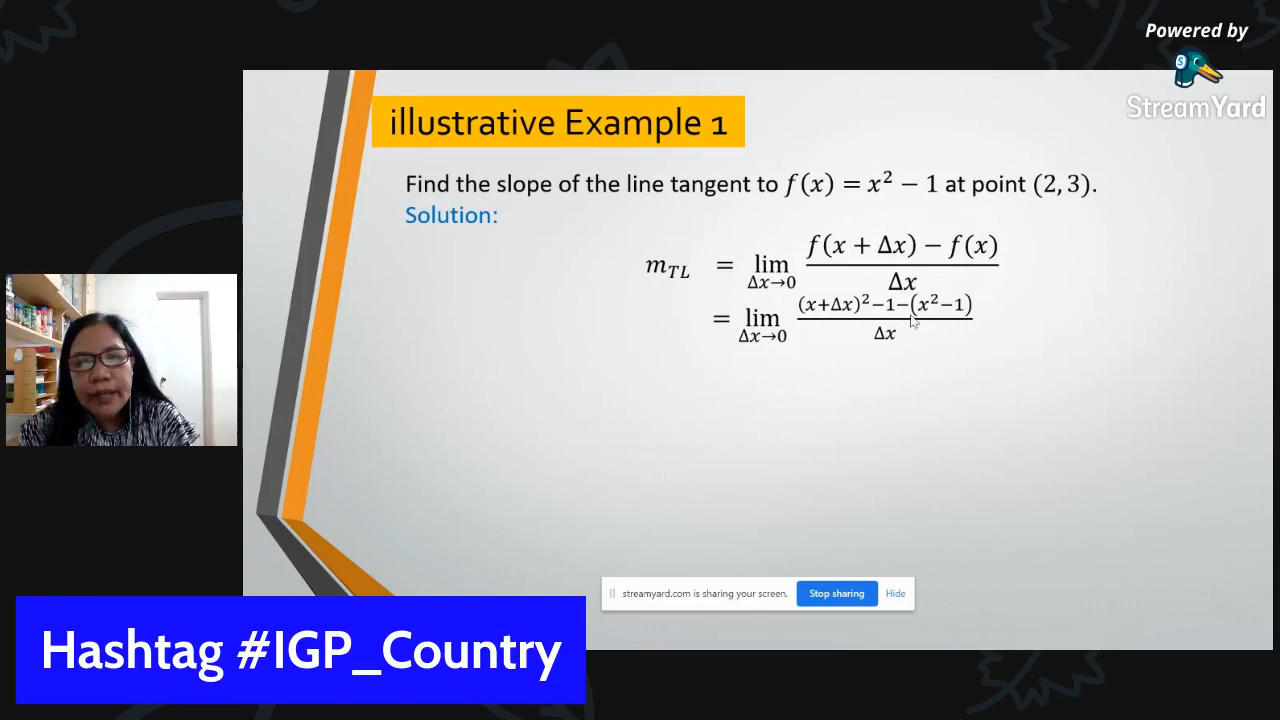 Powered by
StreamYard
illustrative Example 1
Find the slope of the line tangent to f(x) = x² − 1 at point (2, 3).
Solution:
m_TL = lim_{Δx→0} \frac{f(x + Δx) − f(x)}{Δx}
= lim_{Δx→0} \frac{(x+Δx)²−1−(x²−1)}{Δx}
streamyard.com is sharing your screen. Stop sharing Hide
Hashtag #IGP_Country